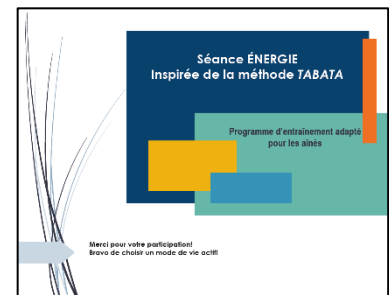 Séance ÉNERGIE
Inspirée de la méthode TABATA
Programme d'entraînement adapté
pour les aînés
Merci pour votre participation!
Bravo de choisir un mode de vie actif!